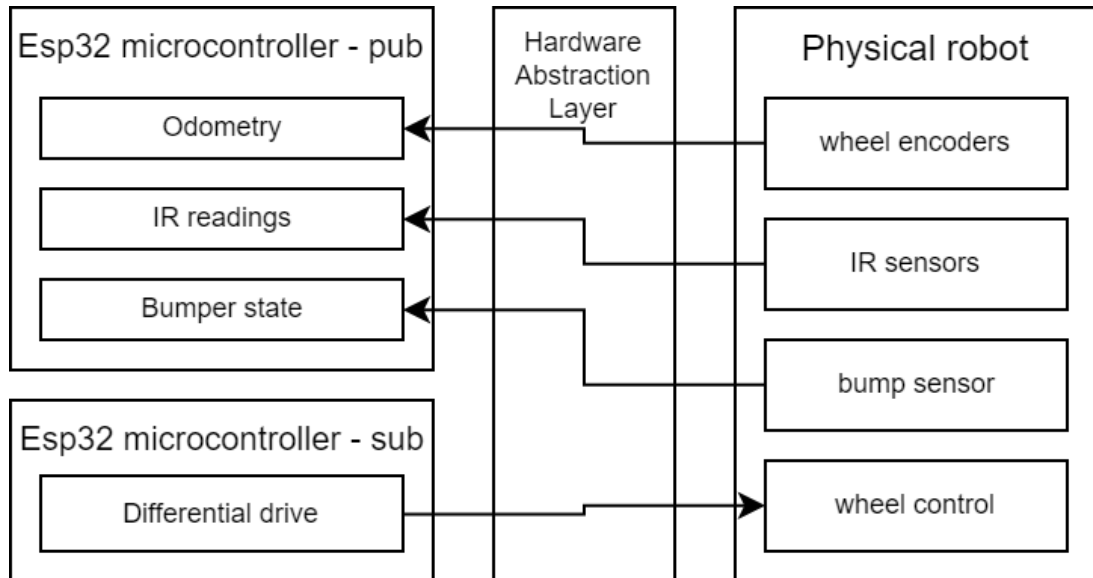 Esp32 microcontroller - pub
Odometry
IR readings
Bumper state
Esp32 microcontroller - sub
Differential drive
Hardware
Abstraction
Layer
Physical robot
wheel encoders
IR sensors
bump sensor
wheel control